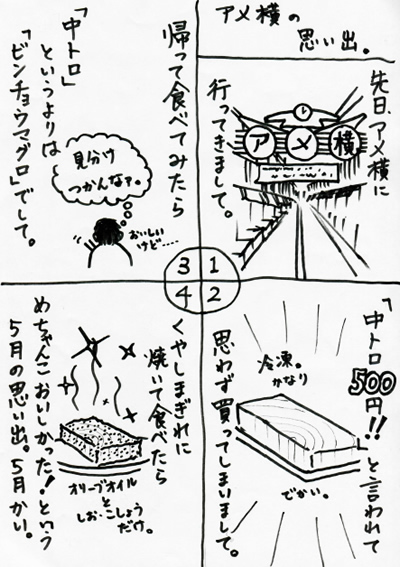 アメ横の
思い出。
先日、アメ横に
行ってきまして。
アメ横
1
2
3
4
「中トロ
500円!!
と言われて
思わず買ってしまいまして。
冷凍。
かなり
でかい。
帰って食べてみたら
「中トロ」
というよりは
「ビンチョウマグロ」でして。
見分け
つかんなァ。
おいしい
けど……
くやしまぎれに
焼いて食べたら
めちゃんこおいしかった!という
5月の思い出。5月かい。
オリーブオイル
と
しお・こしょう
だけ。